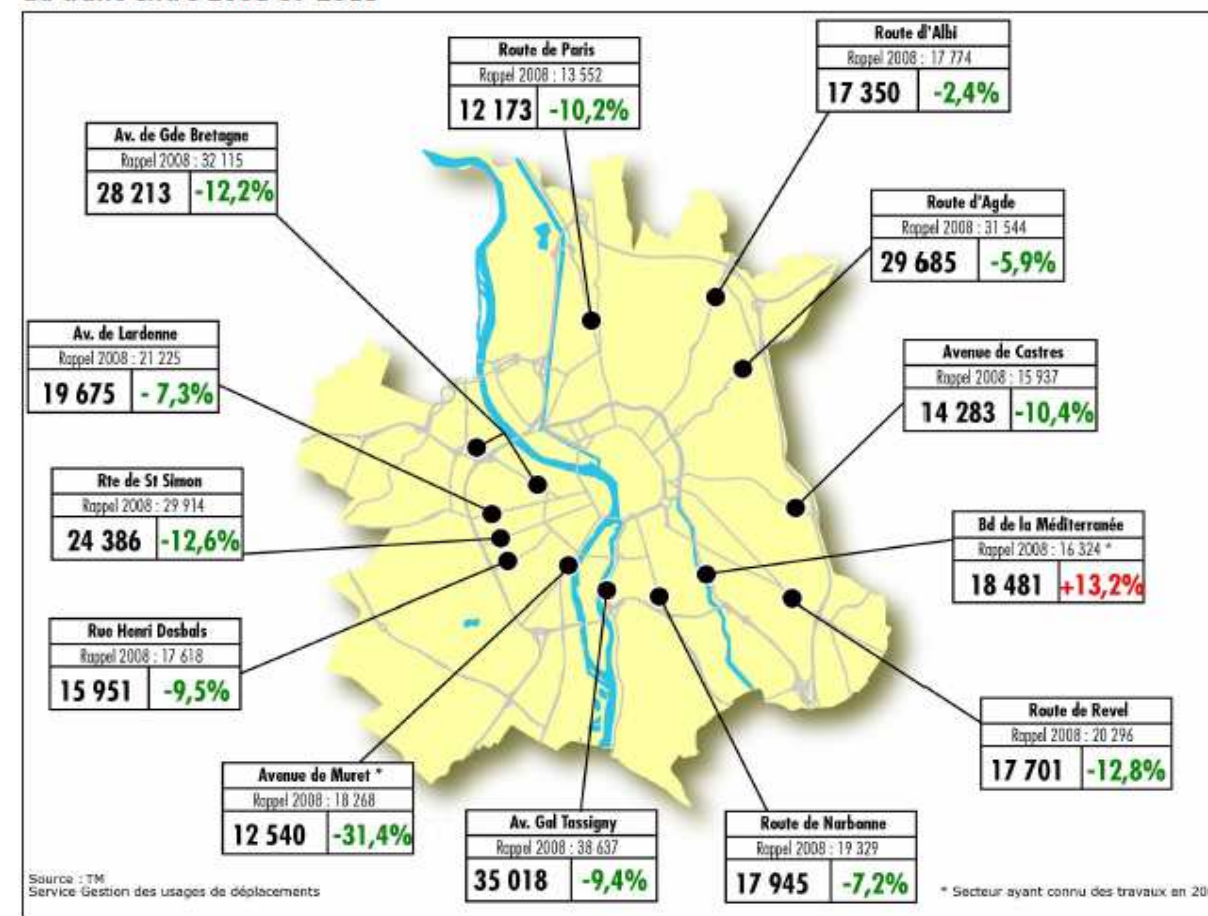 Route de Paris
Rappel 2008 : 13 552
12 173 -10,2%
Route d'Albi
Rappel 2008 : 17 774
17 350 -2,4%
Av. de Gde Bretagne
Rappel 2008 : 32 115
28 213 -12,2%
Route d'Agde
Rappel 2008 : 31 544
29 685 -5,9%
Av. de Lardenne
Rappel 2008 : 21 225
19 675 - 7,3%
Avenue de Castres
Rappel 2008 : 15 937
14 283 -10,4%
Rte de St Simon
Rappel 2008 : 29 914
24 386 -12,6%
Bd de la Méditerranée
Rappel 2008 : 16 324 *
18 481 +13,2%
Rue Henri Desbals
Rappel 2008 : 17 618
15 951 -9,5%
Route de Revel
Rappel 2008 : 20 296
17 701 -12,8%
Avenue de Muret *
Rappel 2008 : 18 268
12 540 -31,4%
Av. Gal Tassigny
Rappel 2008 : 38 637
35 018 -9,4%
Route de Narbonne
Rappel 2008 : 19 329
17 945 -7,2%
Source : TM
Service Gestion des usages de déplacements
* Secteur ayant connu des travaux en 20